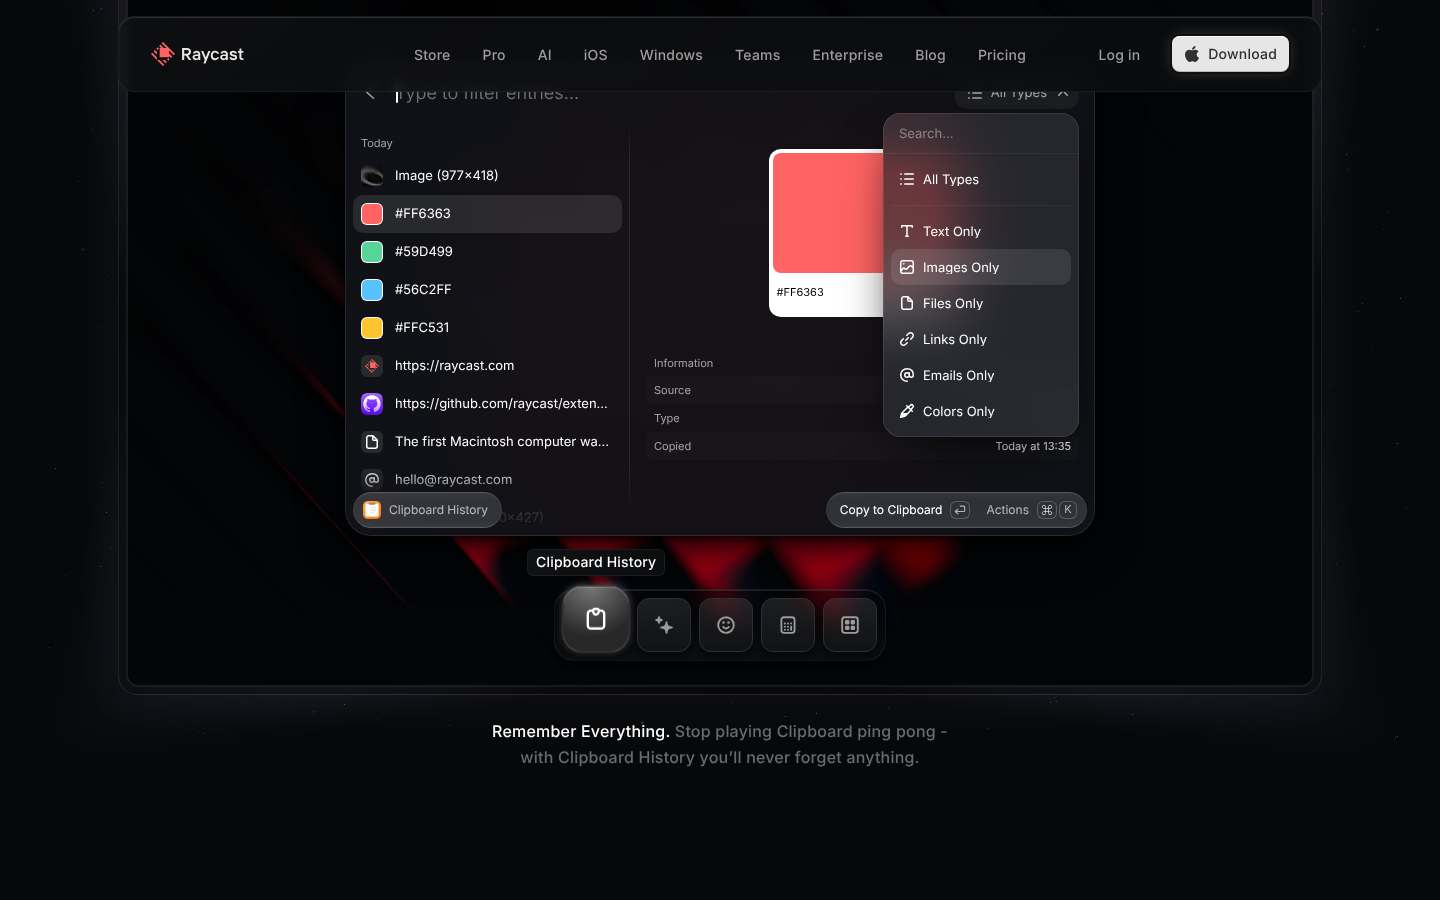 Raycast
Store
Pro
AI
iOS
Windows
Teams
Enterprise
Blog
Pricing
Log in
Download
Type to filter entries...
All Types
Search...
All Types
Text Only
Images Only
Files Only
Links Only
Emails Only
Colors Only
Today
Image (977×418)
#FF6363
#59D499
#56C2FF
#FFC531
https://raycast.com
https://github.com/raycast/exten...
The first Macintosh computer wa...
hello@raycast.com
#FF6363
Information
Source
Type
Copied
Today at 13:35
Clipboard History
Copy to Clipboard
Actions
⌘
K
Clipboard History
Remember Everything. Stop playing Clipboard ping pong -
with Clipboard History you’ll never forget anything.